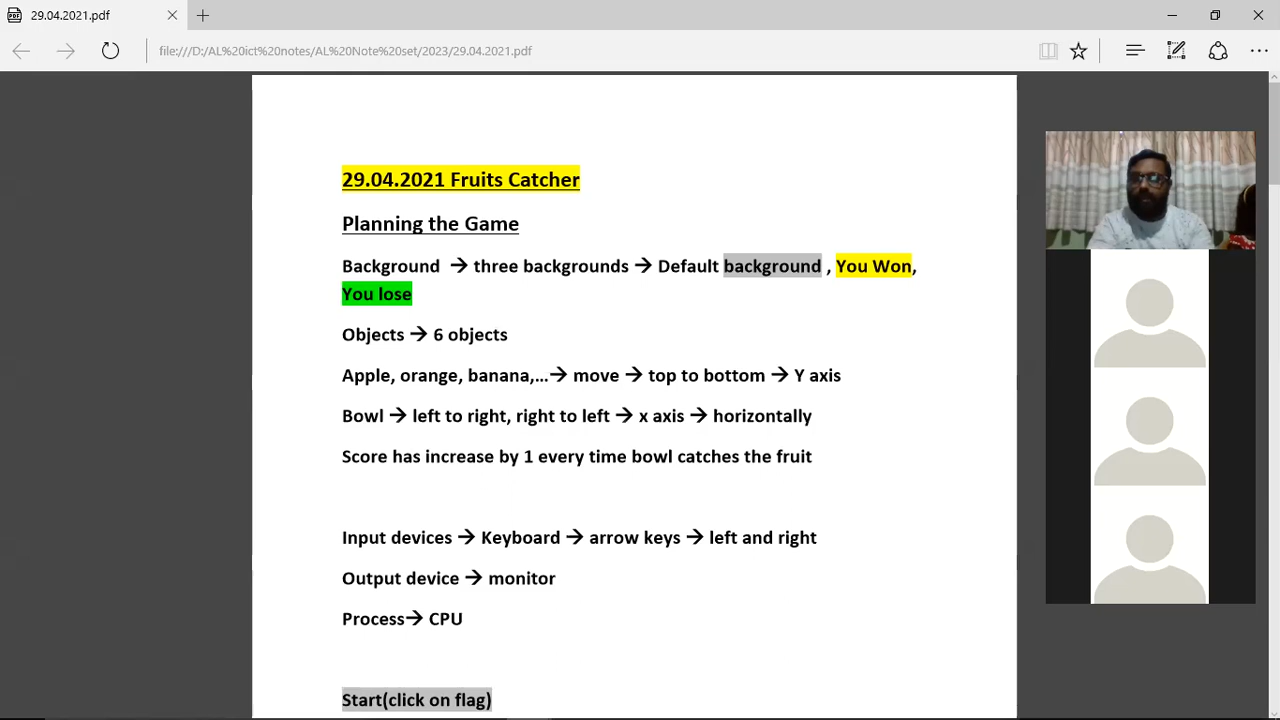 29.04.2021.pdf
file:///D:/AL%20ict%20notes/AL%20Note%20set/2023/29.04.2021.pdf
29.04.2021 Fruits Catcher
Planning the Game
Background → three backgrounds → Default background , You Won,
You lose
Objects → 6 objects
Apple, orange, banana,...→ move → top to bottom → Y axis
Bowl → left to right, right to left → x axis → horizontally
Score has increase by 1 every time bowl catches the fruit
Input devices → Keyboard → arrow keys → left and right
Output device → monitor
Process→ CPU
Start(click on flag)